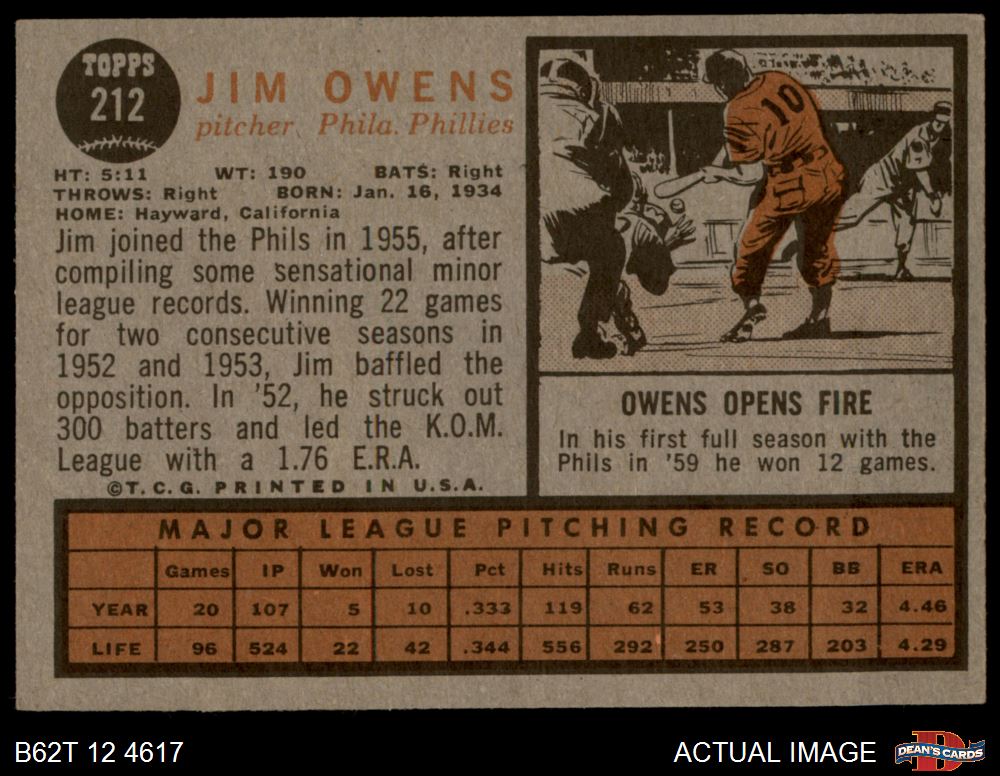 TOPPS
212
JIM OWENS
pitcher Phila. Phillies
HT: 5:11 WT: 190 BATS: Right
THROWS: Right BORN: Jan. 16, 1934
HOME: Hayward, California
Jim joined the Phils in 1955, after
compiling some sensational minor
league records. Winning 22 games
for two consecutive seasons in
1952 and 1953, Jim baffled the
opposition. In '52, he struck out
300 batters and led the K.O.M.
League with a 1.76 E.R.A.
©T. C. G. PRINTED IN U.S.A.
10
OWENS OPENS FIRE
In his first full season with the
Phils in '59 he won 12 games.
MAJOR LEAGUE PITCHING RECORD
Games IP Won Lost Pct Hits Runs ER SO BB ERA
YEAR 20 107 5 10 .333 119 62 53 38 32 4.46
LIFE 96 524 22 42 .344 556 292 250 287 203 4.29
B62T 12 4617
ACTUAL IMAGE
D
DEAN'S CARDS